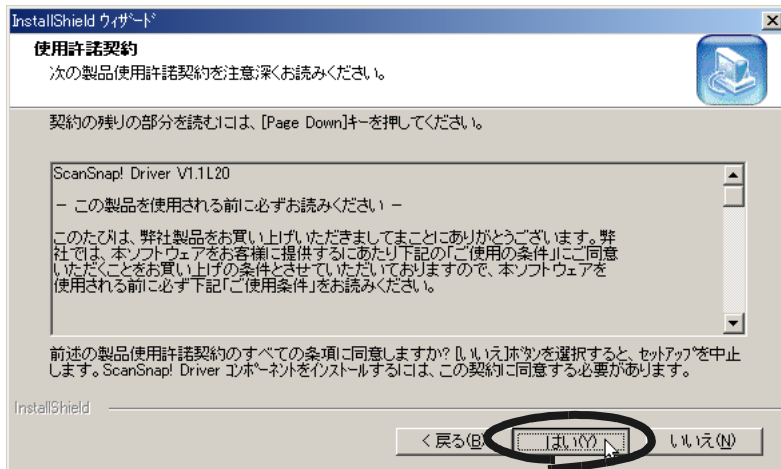 InstallShield ウィザード
使用許諾契約
次の製品使用許諾契約を注意深くお読みください。
契約の残りの部分を読むには、[Page Down]キーを押してください。
ScanSnap! Driver V1.1L20
－ この製品を使用される前に必ずお読みください －
このたびは、弊社製品をお買い上げいただきましてまことにありがとうございます。弊
社では、本ソフトウェアをお客様に提供するにあたり下記の「ご使用の条件」にご同意
いただくことをお買い上げの条件とさせていただいておりますので、本ソフトウェアを
使用される前に必ず下記「ご使用条件」をお読みください。
前述の製品使用許諾契約のすべての条項に同意しますか? [いいえ]ボタンを選択すると、セットアップを中止
します。ScanSnap! Driver コンポーネントをインストールするには、この契約に同意する必要があります。
InstallShield
< 戻る(B)
はい(Y)
いいえ(N)